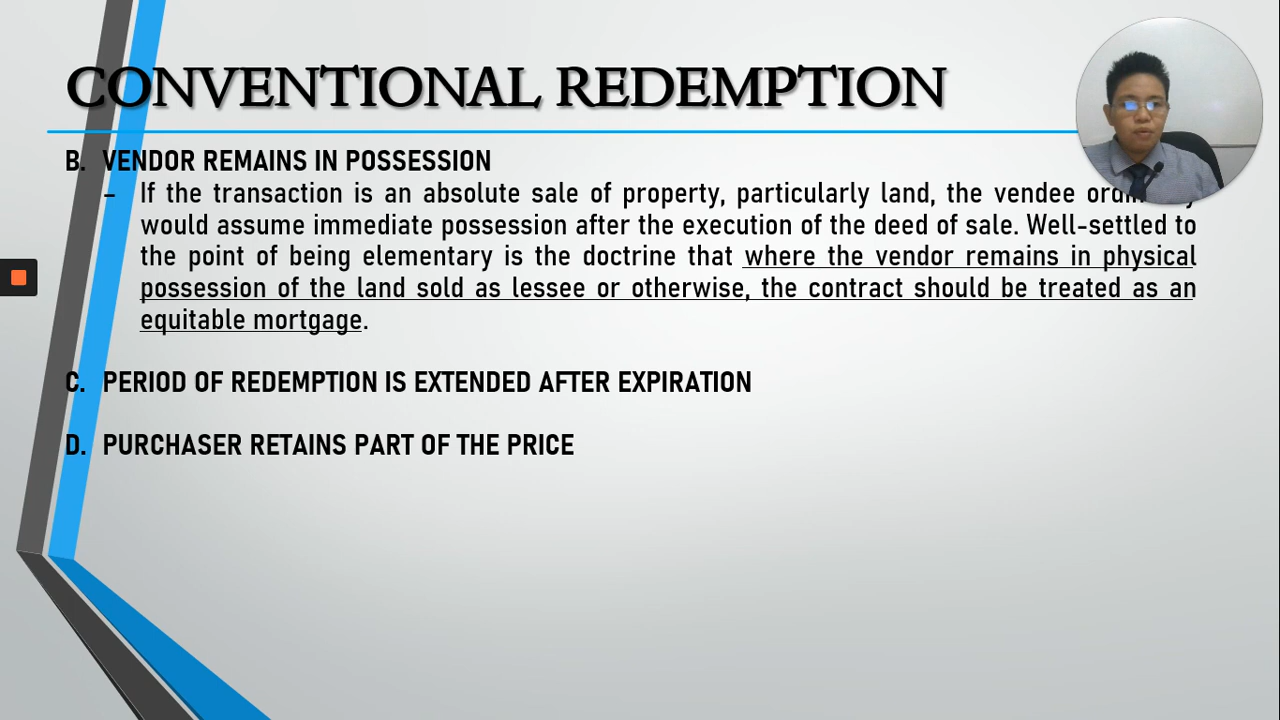 CONVENTIONAL REDEMPTION
B. VENDOR REMAINS IN POSSESSION
- If the transaction is an absolute sale of property, particularly land, the vendee
would assume immediate possession after the execution of the deed of sale. Well-settled to
the point of being elementary is the doctrine that where the vendor remains in physical
possession of the land sold as lessee or otherwise, the contract should be treated as an
equitable mortgage.
C. PERIOD OF REDEMPTION IS EXTENDED AFTER EXPIRATION
D. PURCHASER RETAINS PART OF THE PRICE